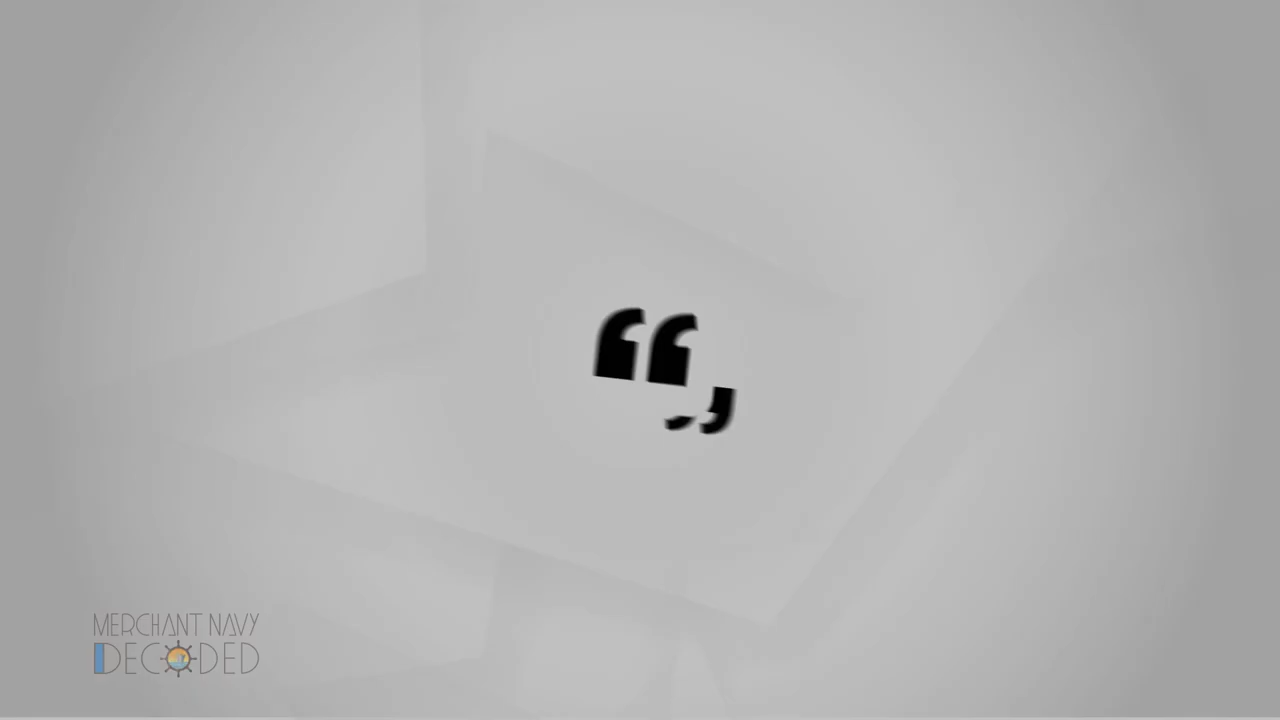 “
”
MERCHANT NAVY
DECODED